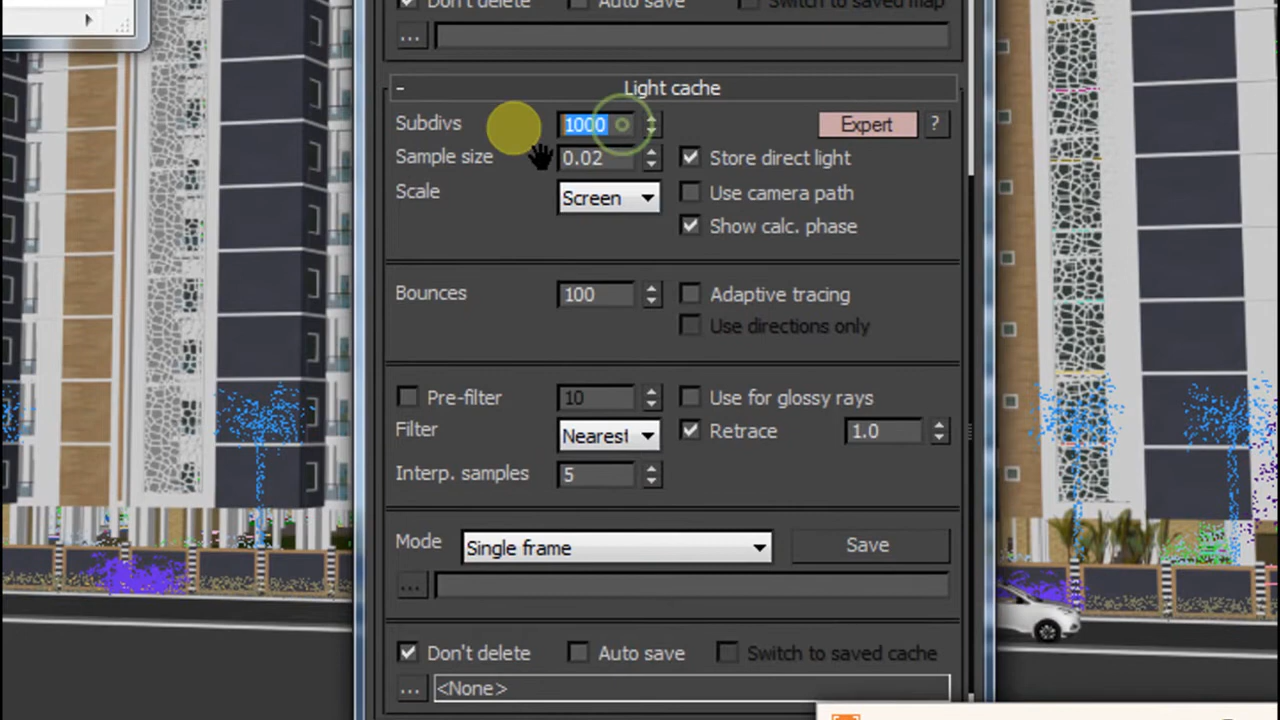 Don't delete Auto save Switch to saved map
...
- Light cache
Subdivs 1000 Expert ?
Sample size 0.02 Store direct light
Scale Screen Use camera path
Show calc. phase
Bounces 100 Adaptive tracing
Use directions only
Pre-filter 10 Use for glossy rays
Filter Nearest Retrace 1.0
Interp. samples 5
Mode Single frame Save
...
Don't delete Auto save Switch to saved cache
... <None>